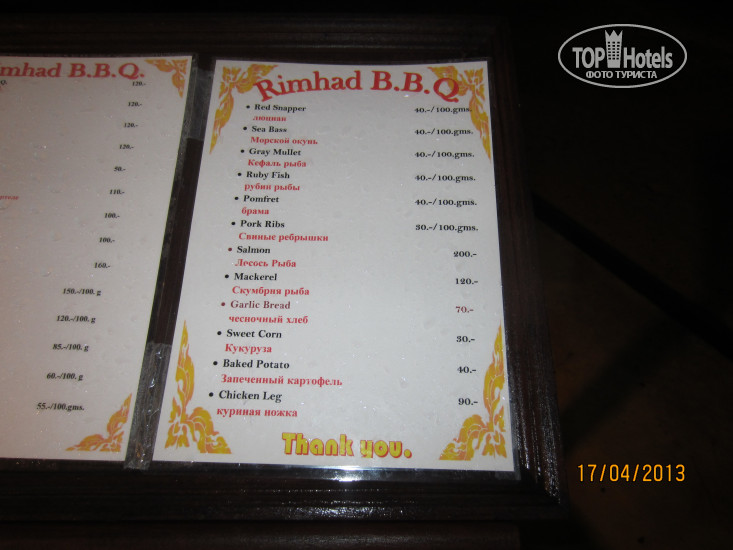 mhad B.B.Q.
120.-
120.-
120.-
120.-
50.-
110.-
100.-
100.-
160.-
150.-/100. g
120.-/100. g
85.-/100. g
60.-/100. g
55.-/100.gms.
Rimhad B.B.Q
• Red Snapper 40.-/100.gms.
люциан
• Sea Bass 40.-/100.gms.
Морской окунь
• Gray Mullet 40.-/100.gms.
Кефаль рыба
• Ruby Fish 40.-/100.gms.
рубин рыбы
• Pomfret 40.-/100.gms.
брама
• Pork Ribs 30.-/100.gms.
Свиные ребрышки
• Salmon 200.-
Лесось Рыба
• Mackerel 120.-
Скумбрия рыба
• Garlic Bread 70.-
чесночный хлеб
• Sweet Corn 30.-
Кукуруза
• Baked Potato 40.-
Запеченный картофель
• Chicken Leg 90.-
куриная ножка
Thank you.
TOP Hotels
ФОТО ТУРИСТА
17/04/2013